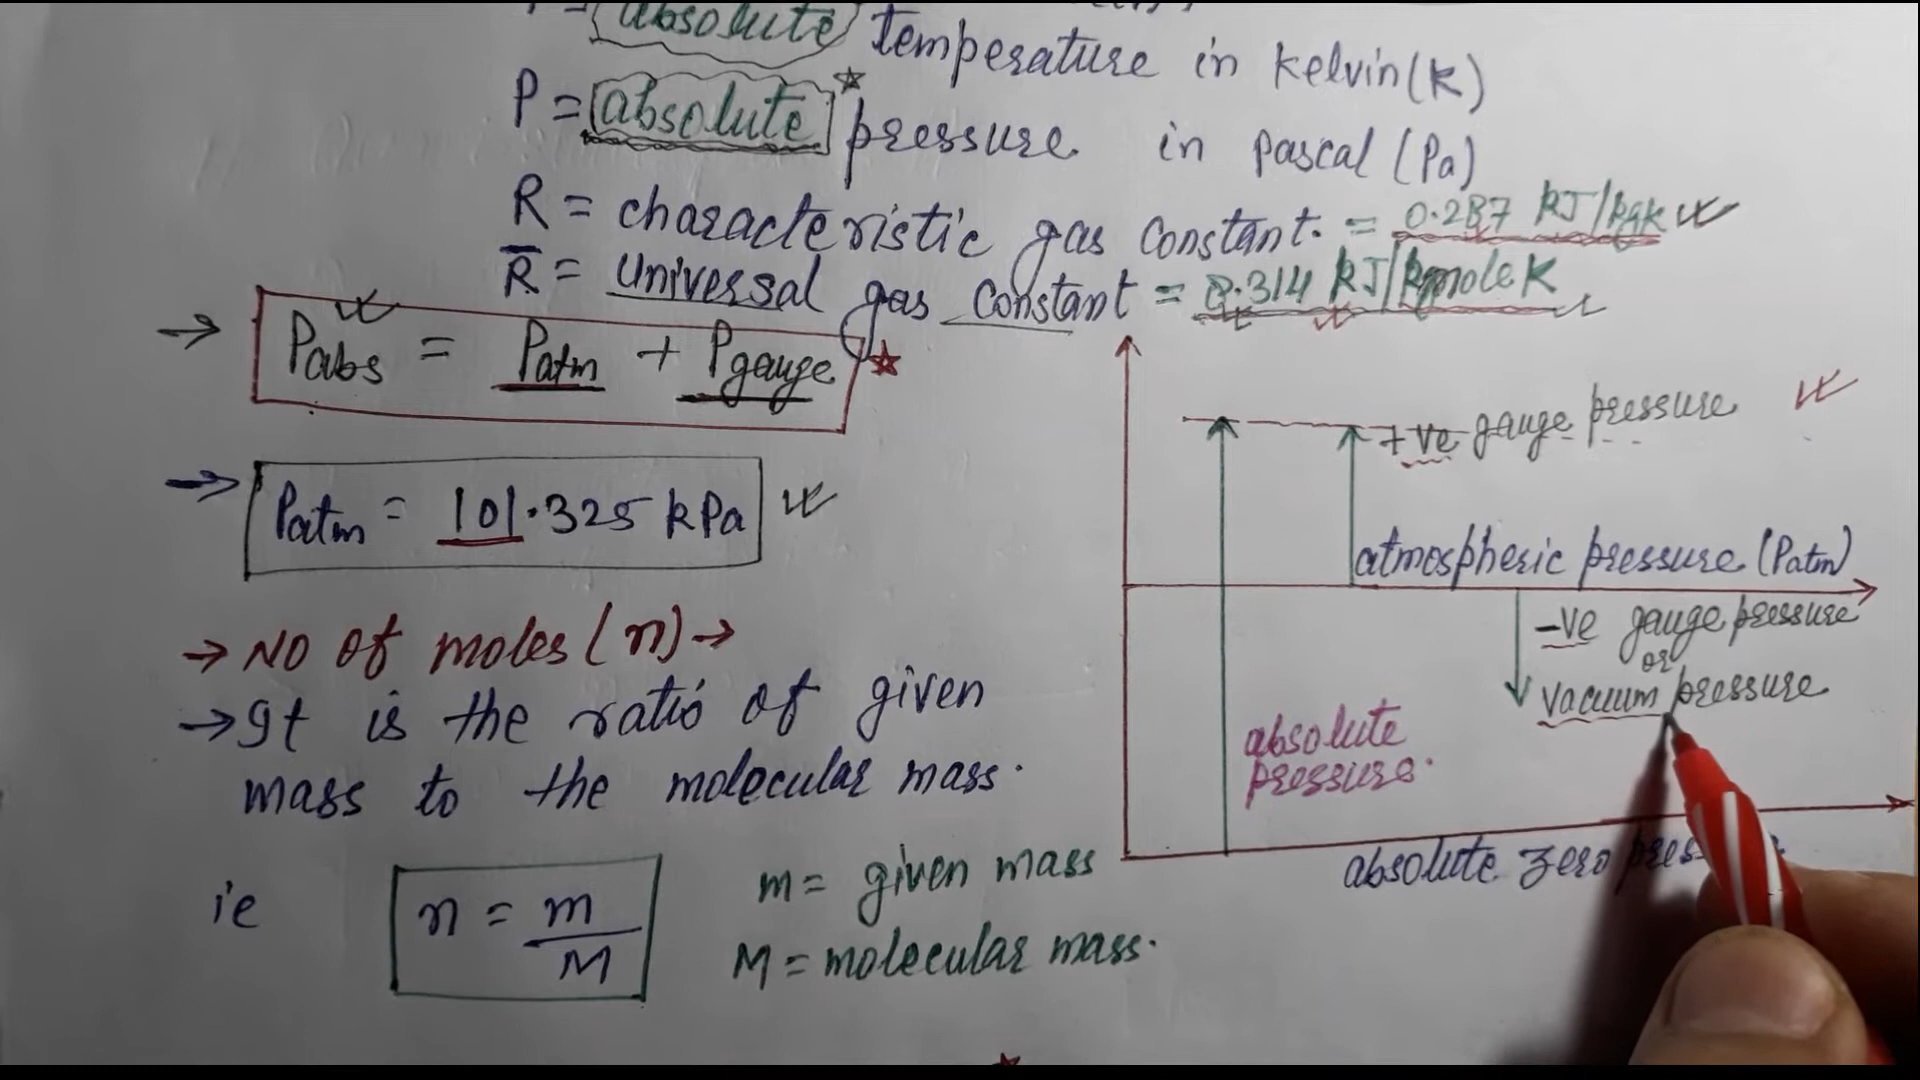 absolute temperature in kelvin (K)
P = absolute pressure in pascal (Pa)
R = characteristic gas constant. = 0.287 kJ/kgK
R̅ = universal gas constant = 8.314 kJ/kmole K
→ Pabs = Patm + Pgauge
→ Patm = 101.325 kPa
→ NO of moles (n) →
→ It is the ratio of given
mass to the molecular mass.
ie n = m/M
m = given mass
M = molecular mass.
+ve gauge pressure
atmospheric pressure (Patm)
-ve gauge pressure
or
vacuum pressure
absolute
pressure.
absolute zero